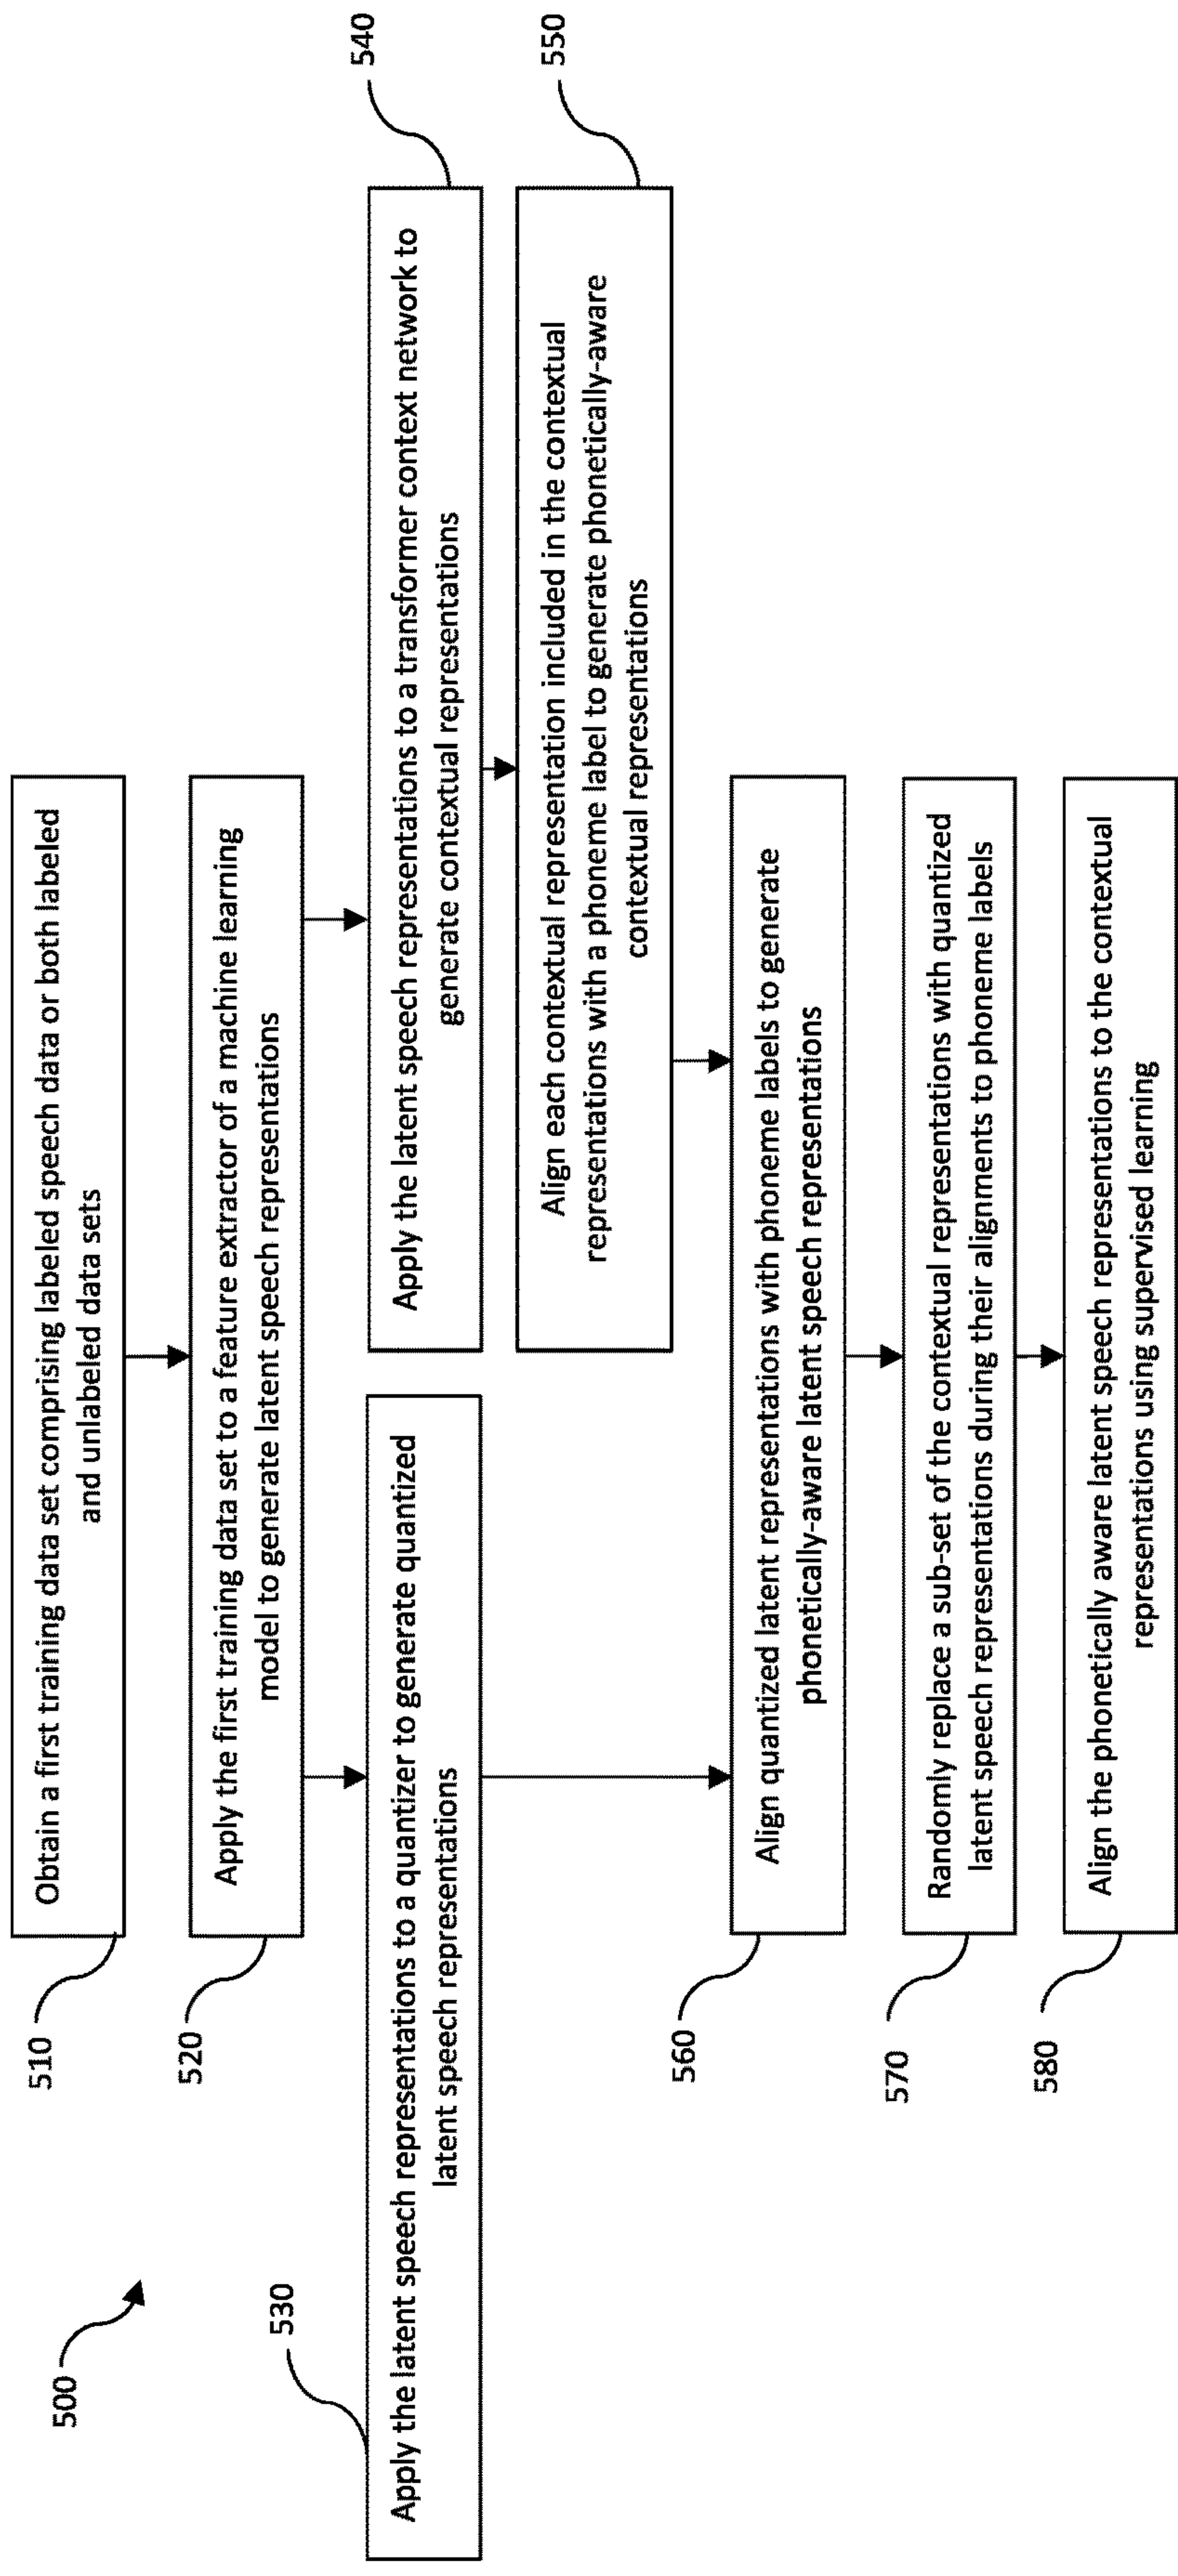 500
510
Obtain a first training data set comprising labeled speech data or both labeled
and unlabeled data sets
520
Apply the first training data set to a feature extractor of a machine learning
model to generate latent speech representations
530
Apply the latent speech representations to a quantizer to generate quantized
latent speech representations
540
Apply the latent speech representations to a transformer context network to
generate contextual representations
550
Align each contextual representation included in the contextual
representations with a phoneme label to generate phonetically-aware
contextual representations
560
Align quantized latent representations with phoneme labels to generate
phonetically-aware latent speech representations
570
Randomly replace a sub-set of the contextual representations with quantized
latent speech representations during their alignments to phoneme labels
580
Align the phonetically aware latent speech representations to the contextual
representations using supervised learning